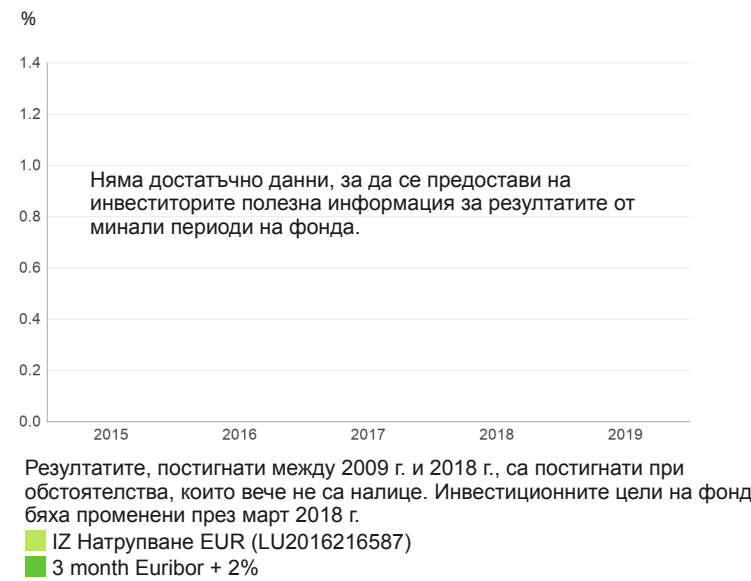 %
1.4
1.2
1.0
Няма достатъчно данни, за да се предостави на
инвеститорите полезна информация за резултатите от
минали периоди на фонда.
0.8
0.6
0.4
0.2
0.0
2015 2016 2017 2018 2019
Резултатите, постигнати между 2009 г. и 2018 г., са постигнати при
обстоятелства, които вече не са налице. Инвестиционните цели на фонд
бяха променени през март 2018 г.
IZ Натрупване EUR (LU2016216587)
3 month Euribor + 2%